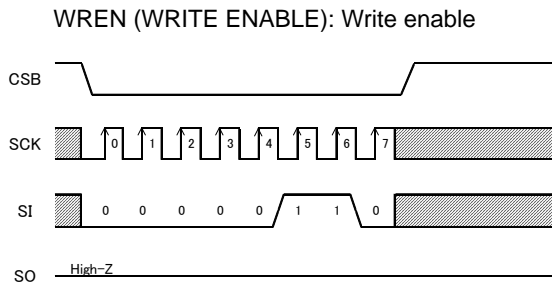 WREN (WRITE ENABLE): Write enable
CSB
SCK 0 1 2 3 4 5 6 7
SI 0 0 0 0 0 1 1 0
High-Z
SO